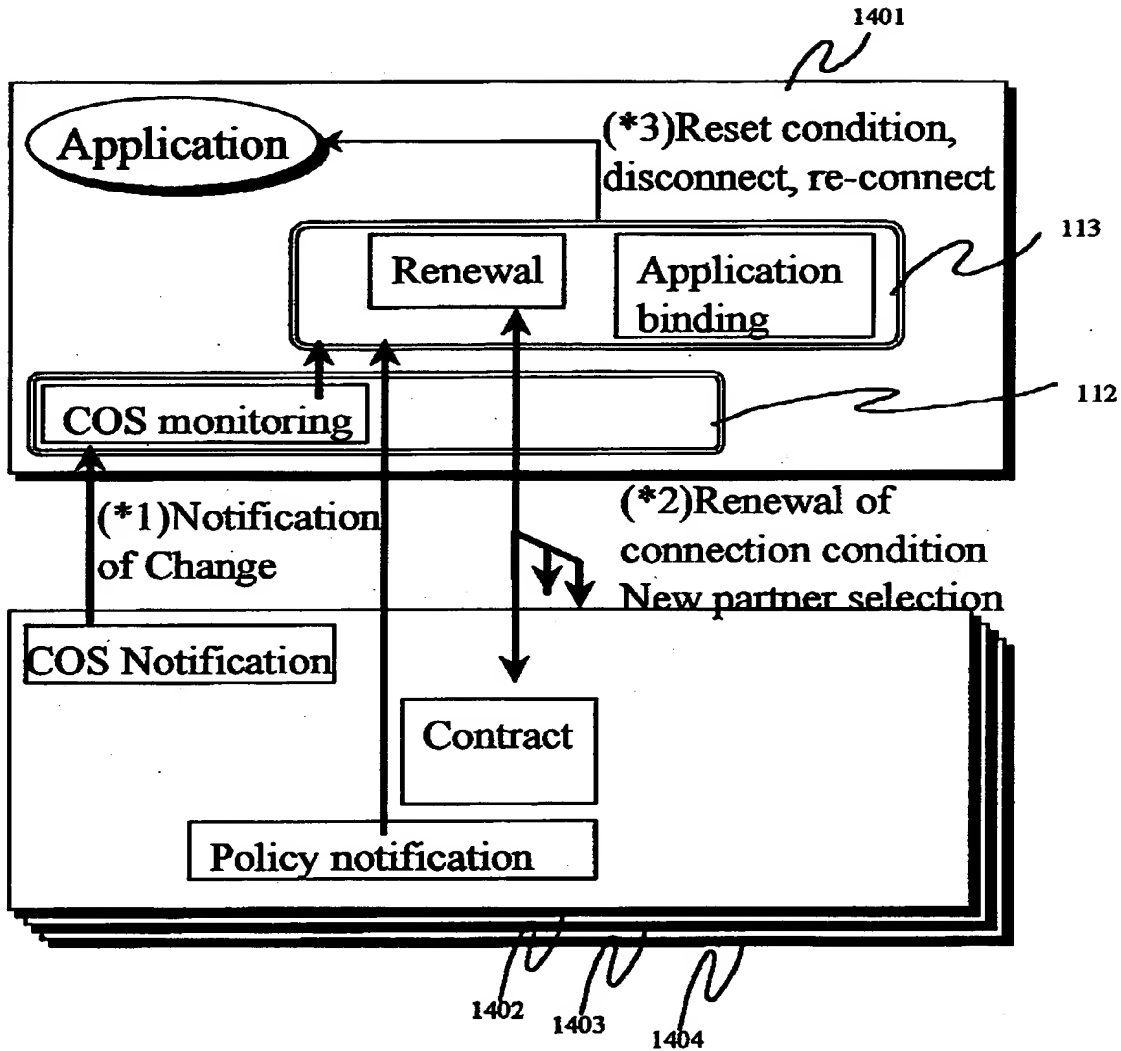 1401
Application
(*3)Reset condition,
disconnect, re-connect
113
Renewal
Application
binding
112
COS monitoring
(*1)Notification
of Change
(*2)Renewal of
connection condition
New partner selection
COS Notification
Contract
Policy notification
1402
1403
1404